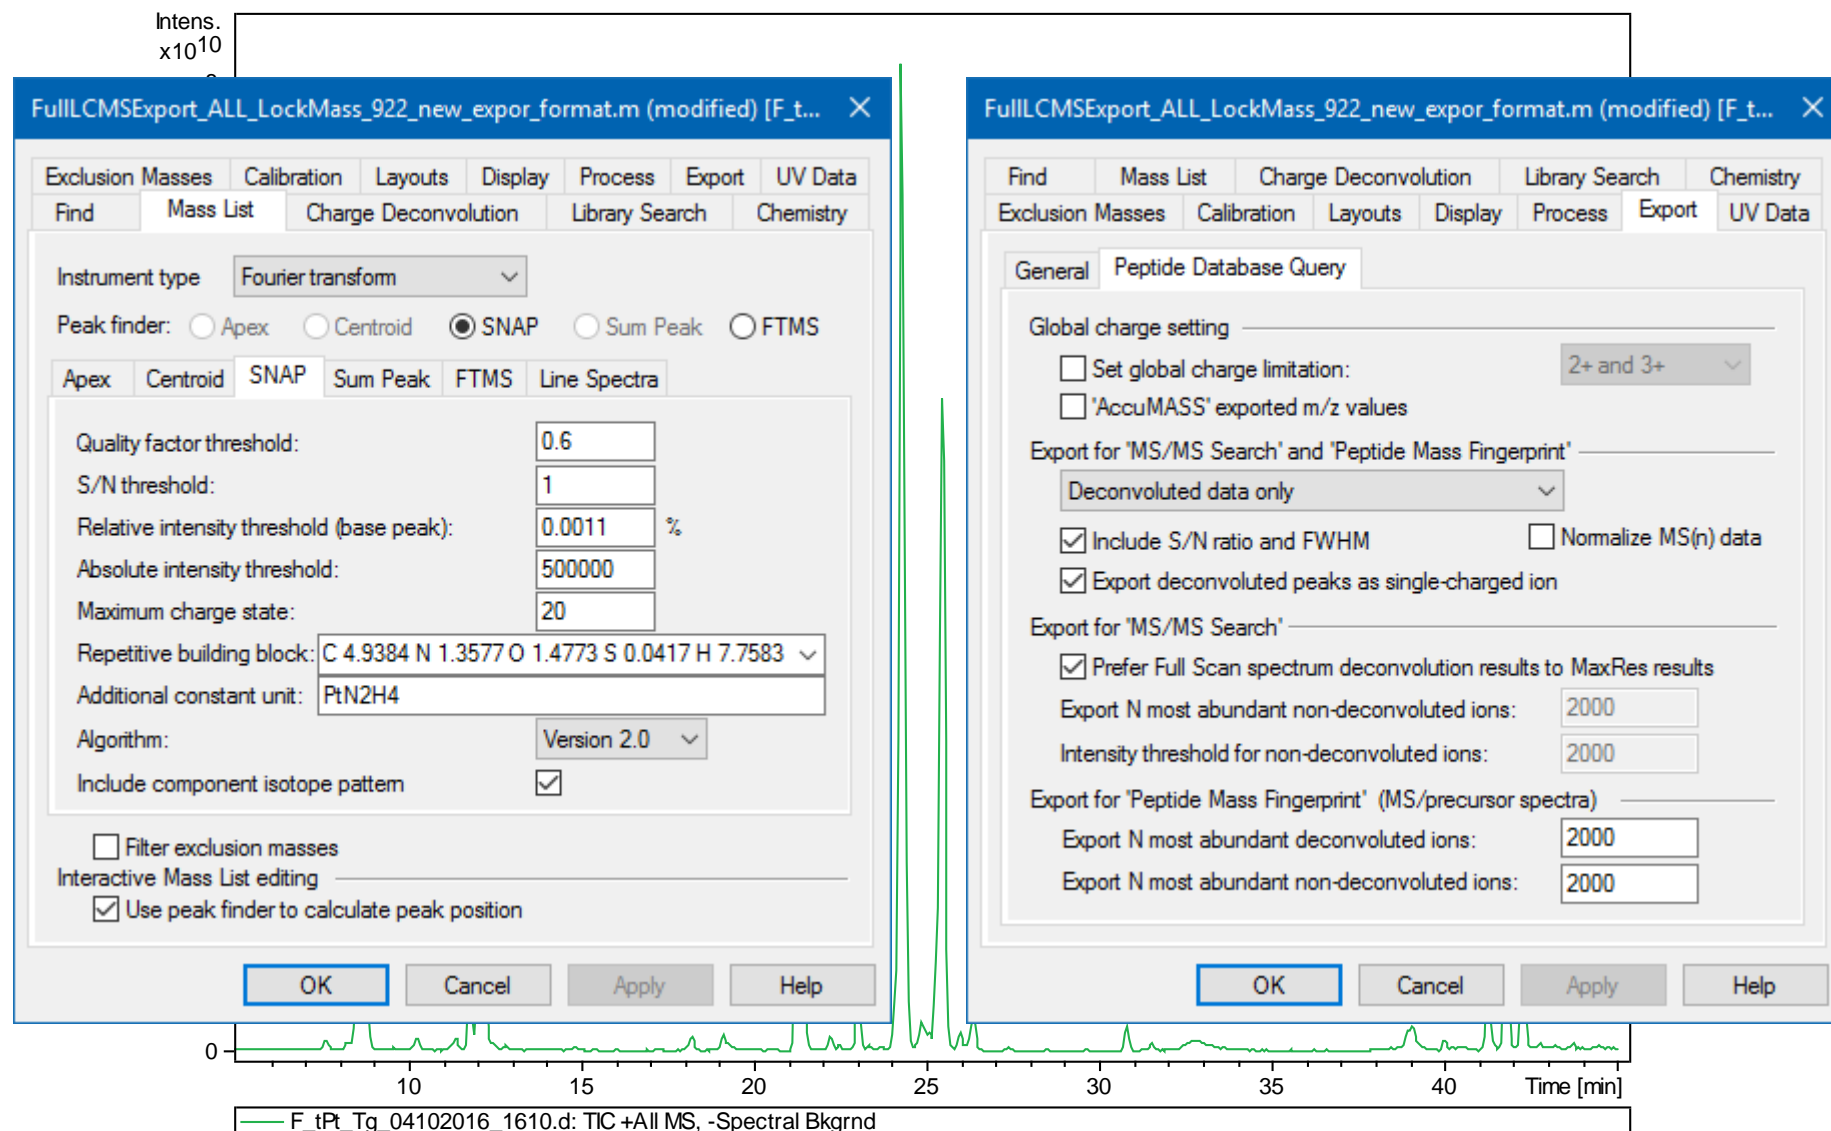 Intens.
x10^10
FullLCMSExport_ALL_LockMass_922_new_expor_format.m (modified) [F_t...
Exclusion Masses Calibration Layouts Display Process Export UV Data
Find Mass List Charge Deconvolution Library Search Chemistry
Instrument type Fourier transform
Peak finder: Apex Centroid SNAP Sum Peak FTMS
Apex Centroid SNAP Sum Peak FTMS Line Spectra
Quality factor threshold: 0.6
S/N threshold: 1
Relative intensity threshold (base peak): 0.0011 %
Absolute intensity threshold: 500000
Maximum charge state: 20
Repetitive building block: C 4.9384 N 1.3577 O 1.4773 S 0.0417 H 7.7583
Additional constant unit: PtN2H4
Algorithm: Version 2.0
Include component isotope pattern
Filter exclusion masses
Interactive Mass List editing
Use peak finder to calculate peak position
OK Cancel Apply Help
FullLCMSExport_ALL_LockMass_922_new_expor_format.m (modified) [F_t...
Find Mass List Charge Deconvolution Library Search Chemistry
Exclusion Masses Calibration Layouts Display Process Export UV Data
General Peptide Database Query
Global charge setting
Set global charge limitation: 2+ and 3+
"AccuMASS" exported m/z values
Export for "MS/MS Search" and "Peptide Mass Fingerprint"
Deconvoluted data only
Include S/N ratio and FWHM Normalize MS(n) data
Export deconvoluted peaks as single-charged ion
Export for "MS/MS Search"
Prefer Full Scan spectrum deconvolution results to MaxRes results
Export N most abundant non-deconvoluted ions: 2000
Intensity threshold for non-deconvoluted ions: 2000
Export for "Peptide Mass Fingerprint" (MS/precursor spectra)
Export N most abundant deconvoluted ions: 2000
Export N most abundant non-deconvoluted ions: 2000
OK Cancel Apply Help
0
10 15 20 25 30 35 40 Time [min]
F_tPt_Tg_04102016_1610.d: TIC +All MS, -Spectral Bkgrnd